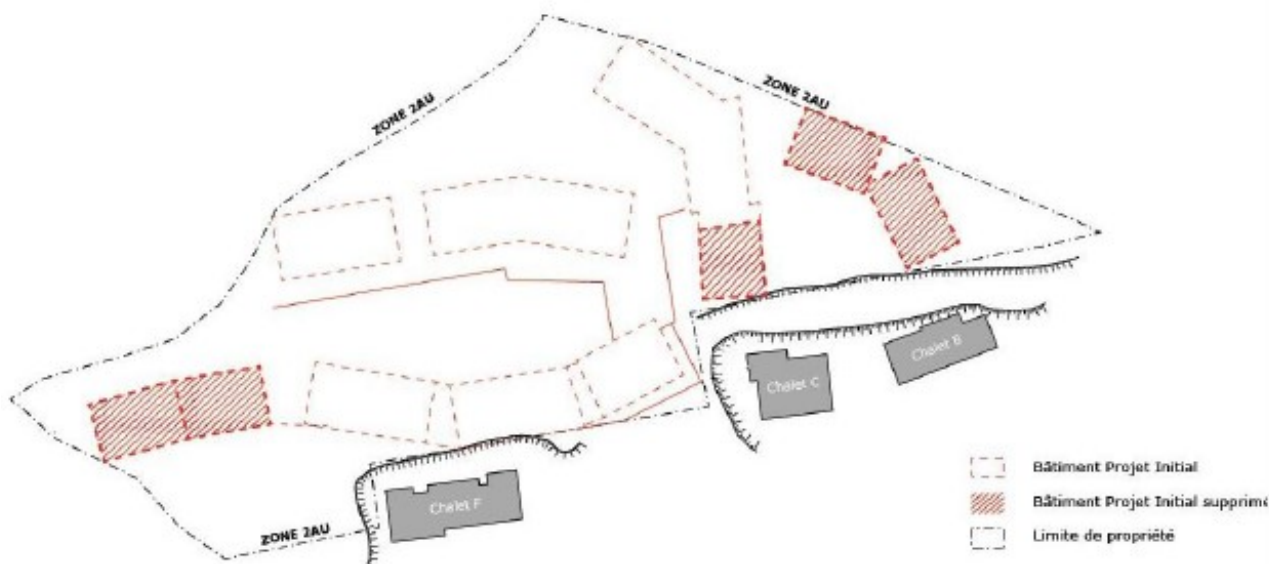 ZONE 2AU
ZONE 2AU
Chalet B
Chalet C
Chalet F
ZONE 2AU
Bâtiment Projet Initial
Bâtiment Projet Initial supprimé
Limite de propriété